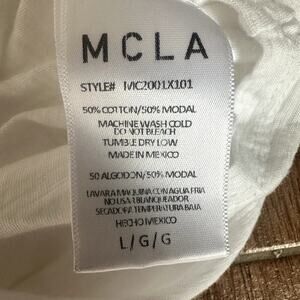 MCLA
STYLE# MC2001X101
50% COTTON/50% MODAL
MACHINE WASH COLD
DO NOT BLEACH
TUMBLE DRY LOW
MADE IN MEXICO
50 ALGODON/50% MODAL
LAVAR A MAQUINA CON AGUA FRIA
NO USAR BLANQUEADOR
SECADORA TEMPERATURA BAJA
HECHO MEXICO
L/G/G